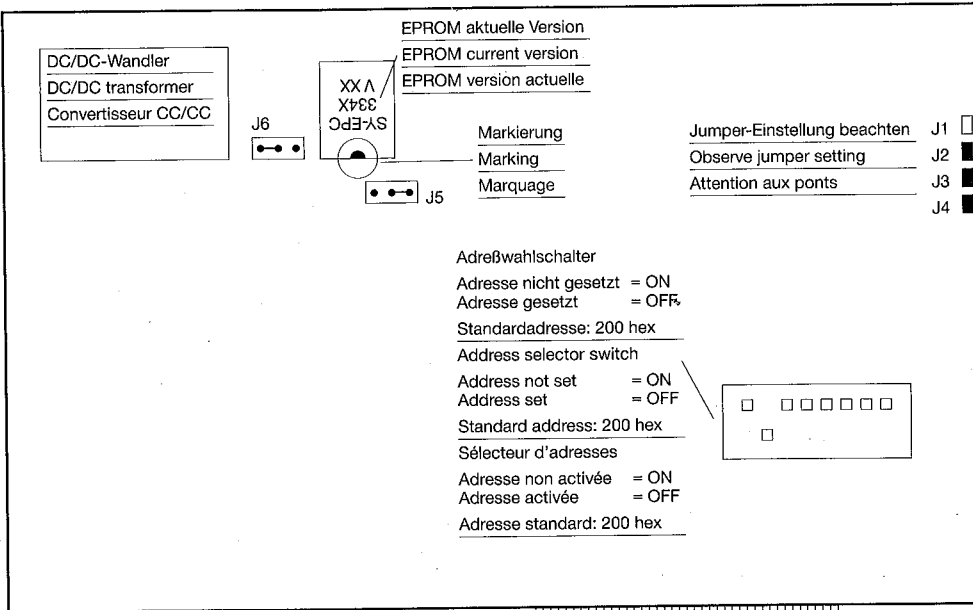 EPROM aktuelle Version
EPROM current version
EPROM version actuelle
DC/DC-Wandler
DC/DC transformer
Convertisseur CC/CC
SY-EPC
334X
V XX
J6
J5
Markierung
Marking
Marquage
Jumper-Einstellung beachten
Observe jumper setting
Attention aux ponts
J1
J2
J3
J4
Adreßwahlschalter
Adresse nicht gesetzt = ON
Adresse gesetzt = OFF
Standardadresse: 200 hex
Address selector switch
Address not set = ON
Address set = OFF
Standard address: 200 hex
Sélecteur d'adresses
Adresse non activée = ON
Adresse activée = OFF
Adresse standard: 200 hex